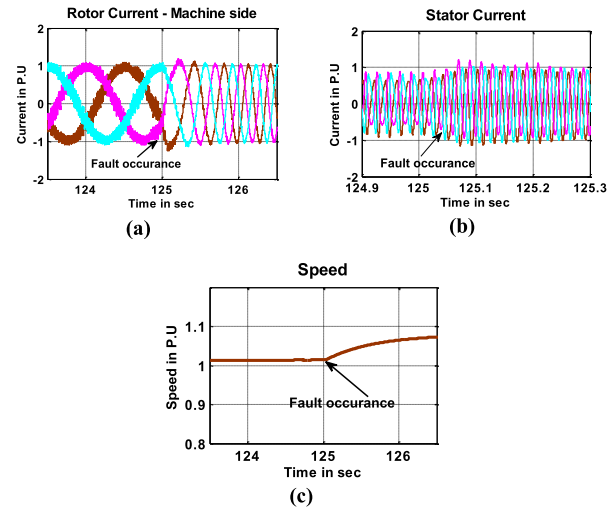 Rotor Current - Machine side
Current in P.U
2
1
0
-1
-2
Fault occurance
124
125
126
Time in sec
(a)
Stator Current
Current in P.U
2
1
0
-1
-2
Fault occurance
124.9
125
125.1
125.2
125.3
Time in sec
(b)
Speed
Speed in P.U
1.1
1
0.9
0.8
Fault occurance
124
125
126
Time in sec
(c)